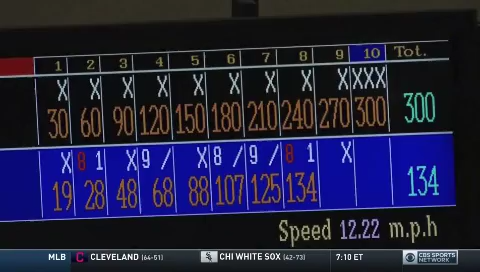 1 2 3 4 5 6 7 8 9 10 Tot.
X X X X X X X X X XXX
30 60 90 120 150 180 210 240 270 300 300
X 8 1 X 9 / X 8 / 9 / 8 1 X
19 28 48 68 88 107 125 134 134
Speed 12.22 m.p.h
MLB C CLEVELAND (64-51) CHI WHITE SOX (42-73) 7:10 ET CBS SPORTS NETWORK